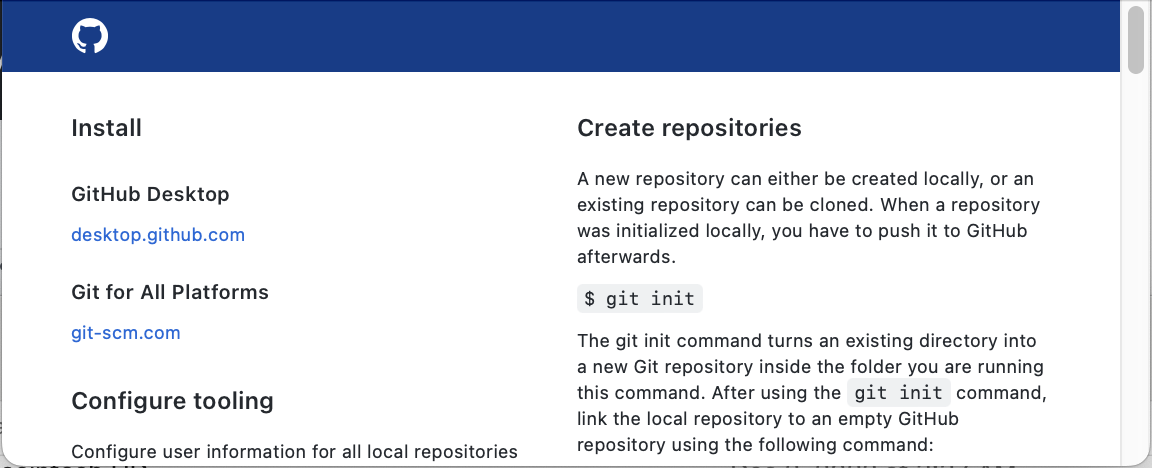 Install
GitHub Desktop
desktop.github.com
Git for All Platforms
git-scm.com
Configure tooling
Configure user information for all local repositories
Create repositories
A new repository can either be created locally, or an
existing repository can be cloned. When a repository
was initialized locally, you have to push it to GitHub
afterwards.
$ git init
The git init command turns an existing directory into
a new Git repository inside the folder you are running
this command. After using the git init command,
link the local repository to an empty GitHub
repository using the following command: